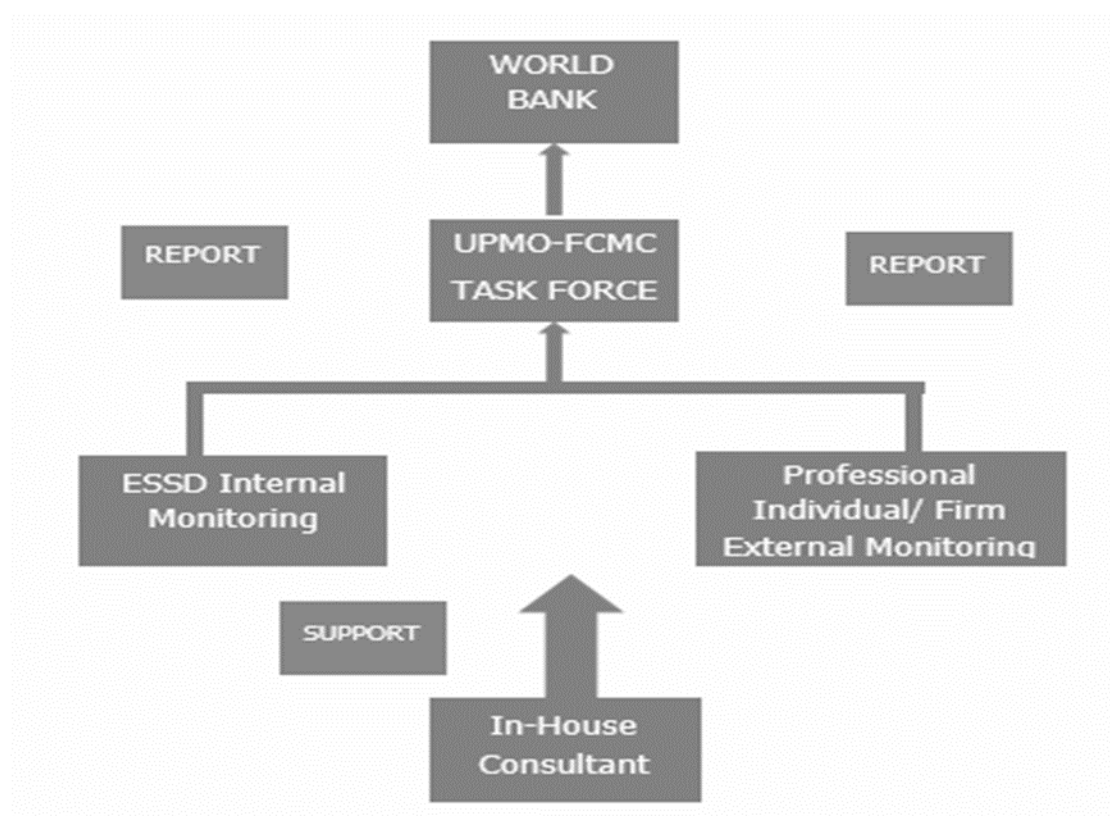 WORLD
BANK
REPORT
UPMO-FCMC
TASK FORCE
REPORT
ESSD Internal
Monitoring
Professional
Individual/ Firm
External Monitoring
SUPPORT
In-House
Consultant